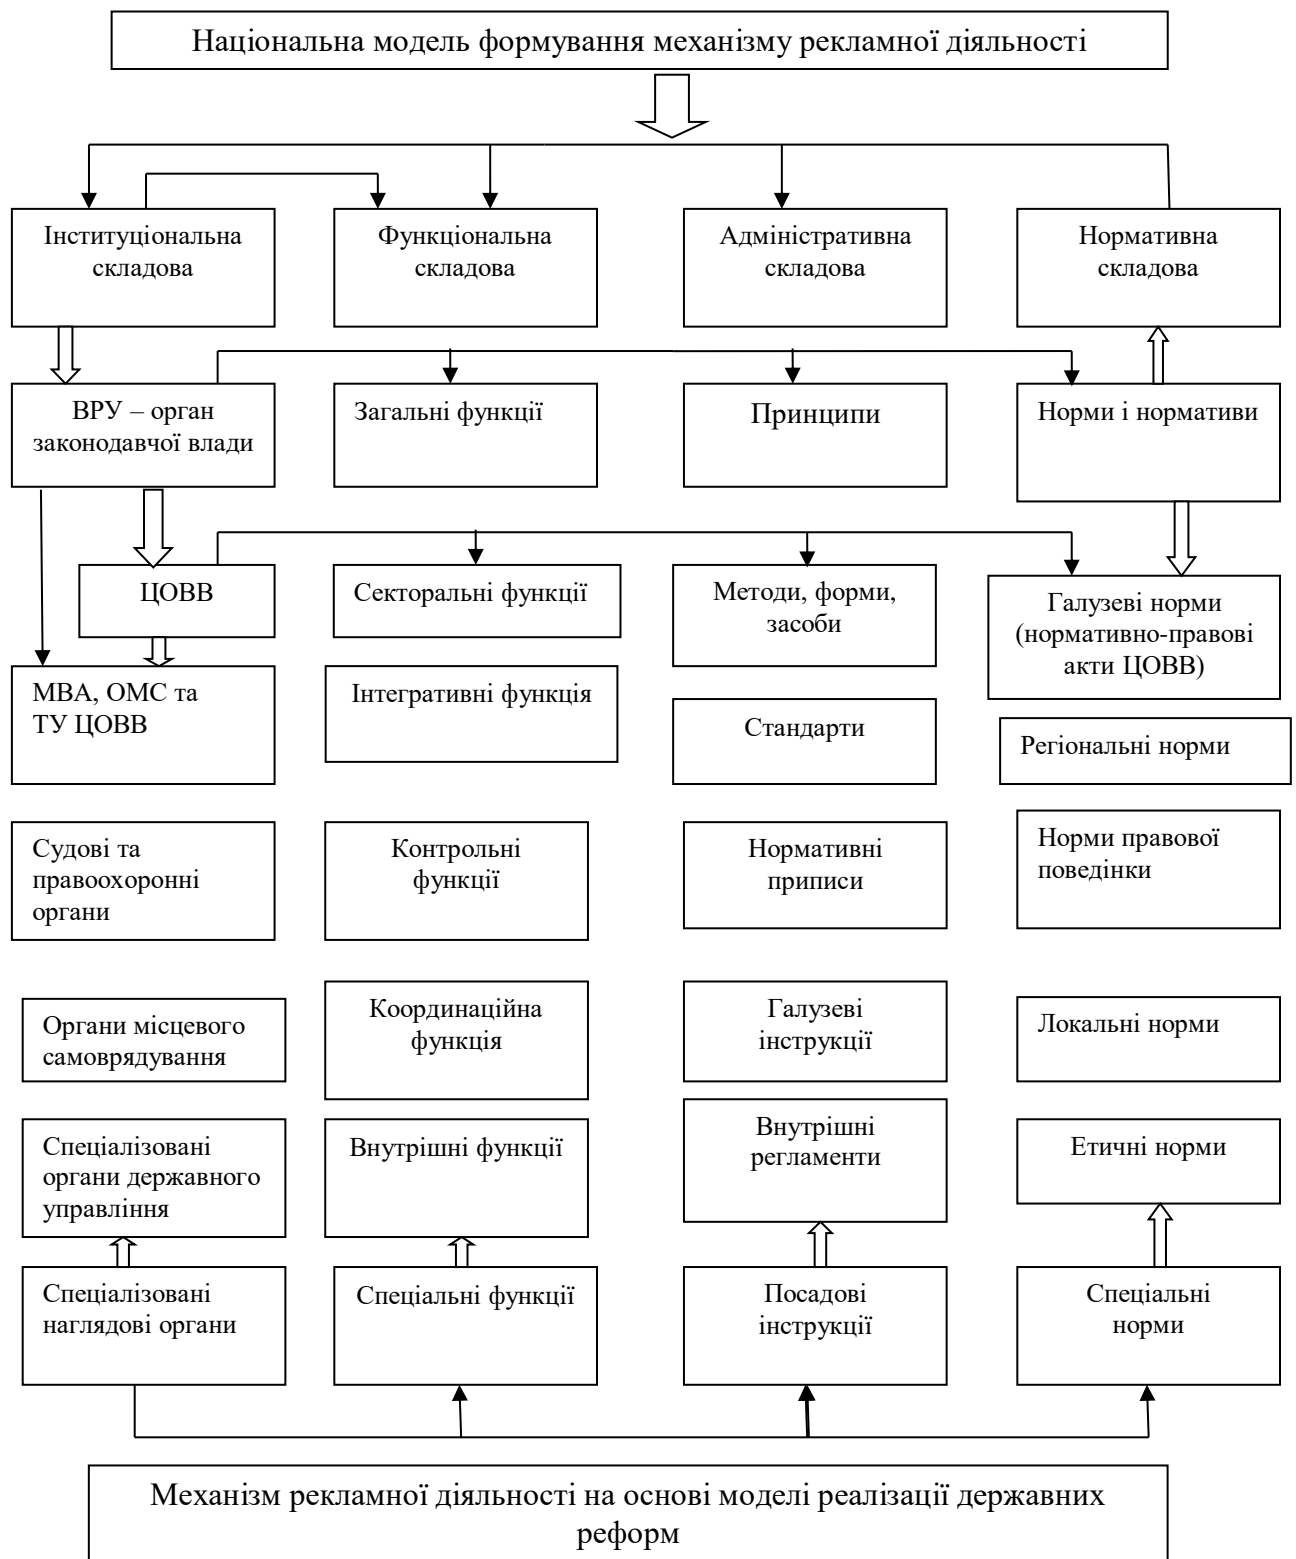 Національна модель формування механізму рекламної діяльності
Інституціональна
складова
Функціональна
складова
Адміністративна
складова
Нормативна
складова
ВРУ – орган
законодавчої влади
Загальні функції
Принципи
Норми і нормативи
ЦОВВ
Секторальні функції
Методи, форми,
засоби
Галузеві норми
(нормативно-правові
акти ЦОВВ)
МВА, ОМС та
ТУ ЦОВВ
Інтегративні функція
Стандарти
Регіональні норми
Судові та
правоохоронні
органи
Контрольні
функції
Нормативні
приписи
Норми правової
поведінки
Органи місцевого
самоврядування
Координаційна
функція
Галузеві
інструкції
Локальні норми
Спеціалізовані
органи державного
управління
Внутрішні функції
Внутрішні
регламенти
Етичні норми
Спеціалізовані
наглядові органи
Спеціальні функції
Посадові
інструкції
Спеціальні
норми
Механізм рекламної діяльності на основі моделі реалізації державних
реформ